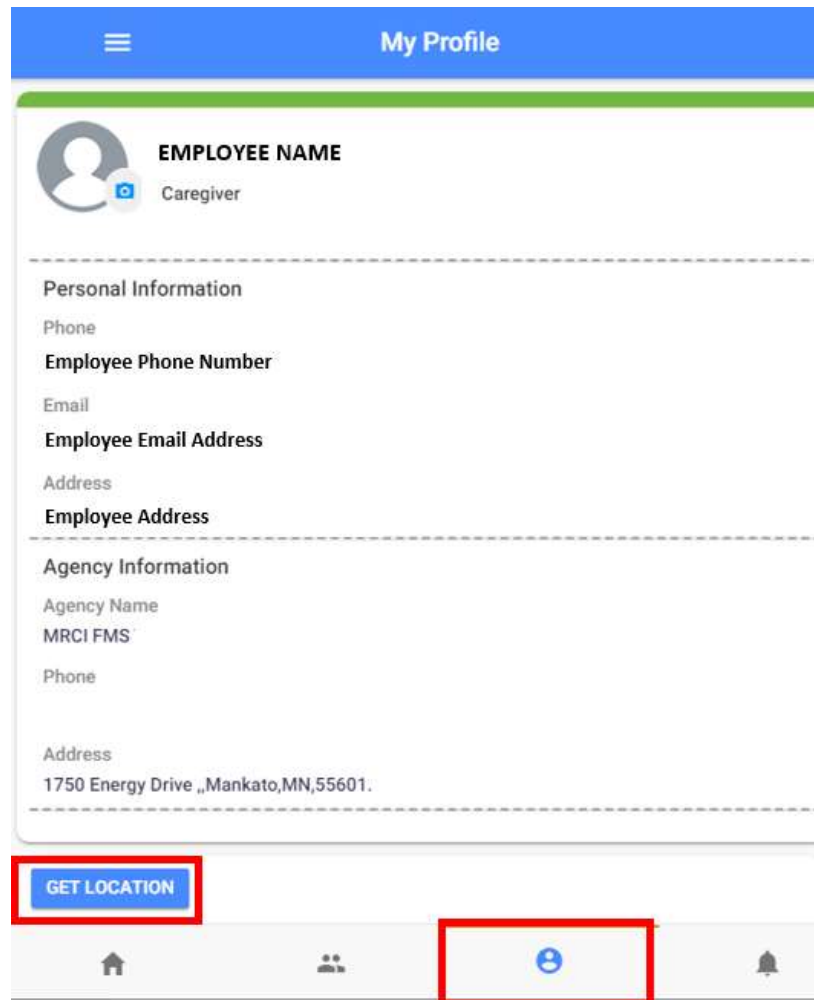 My Profile
EMPLOYEE NAME
Caregiver
Personal Information
Phone
Employee Phone Number
Email
Employee Email Address
Address
Employee Address
Agency Information
Agency Name
MRCI FMS
Phone
Address
1750 Energy Drive ,,Mankato,MN,55601.
GET LOCATION